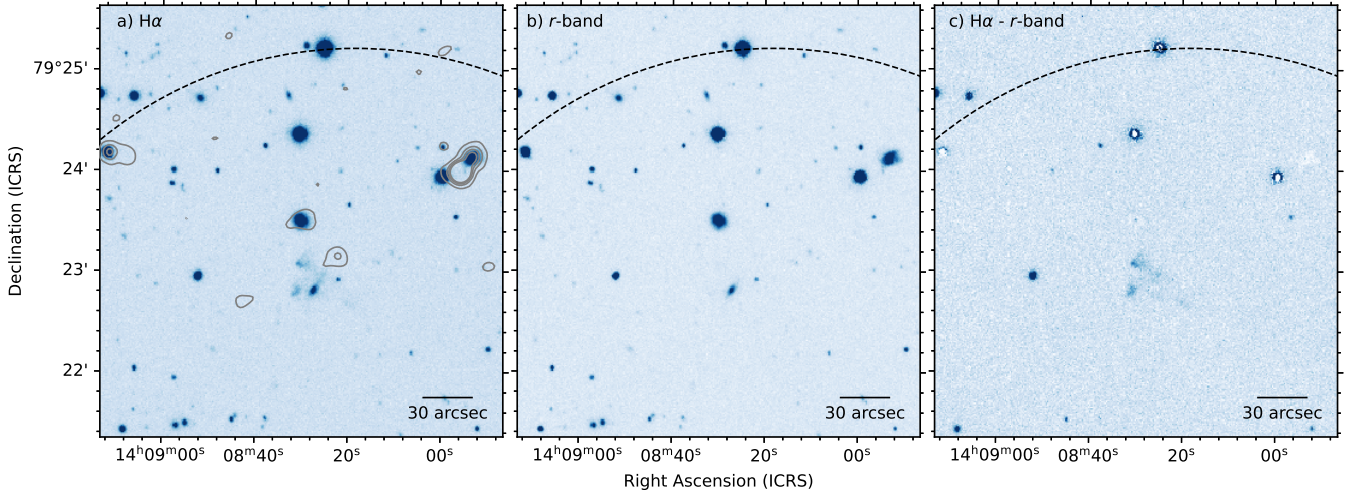 a) Hα
b) r-band
c) Hα - r-band
79°25'
24'
23'
22'
Declination (ICRS)
30 arcsec
30 arcsec
30 arcsec
14ʰ09ᵐ00ˢ 08ᵐ40ˢ 20ˢ 00ˢ
14ʰ09ᵐ00ˢ 08ᵐ40ˢ 20ˢ 00ˢ
14ʰ09ᵐ00ˢ 08ᵐ40ˢ 20ˢ 00ˢ
Right Ascension (ICRS)